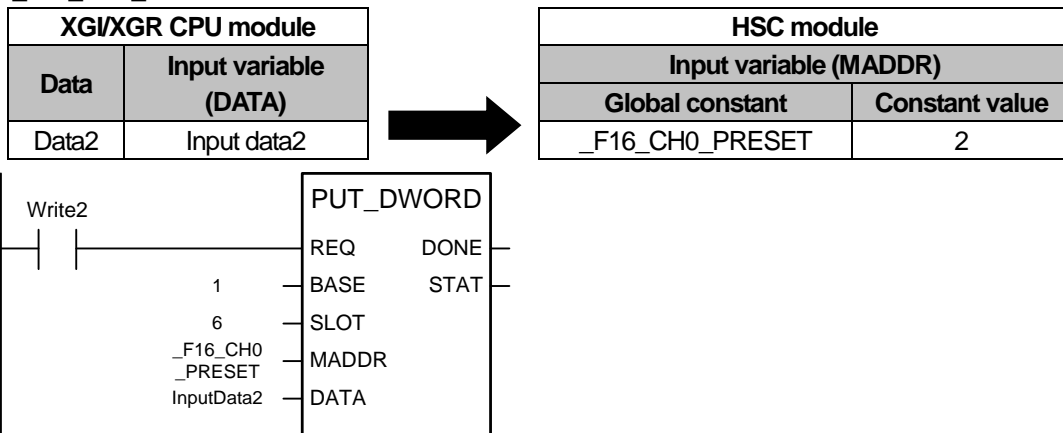 XGI/XGR CPU module
Data
Input variable
(DATA)
Data2
Input data2
HSC module
Input variable (MADDR)
Global constant
Constant value
_F16_CH0_PRESET
2
Write2
PUT_DWORD
REQ
DONE
1
BASE
STAT
6
SLOT
_F16_CH0
_PRESET
MADDR
InputData2
DATA